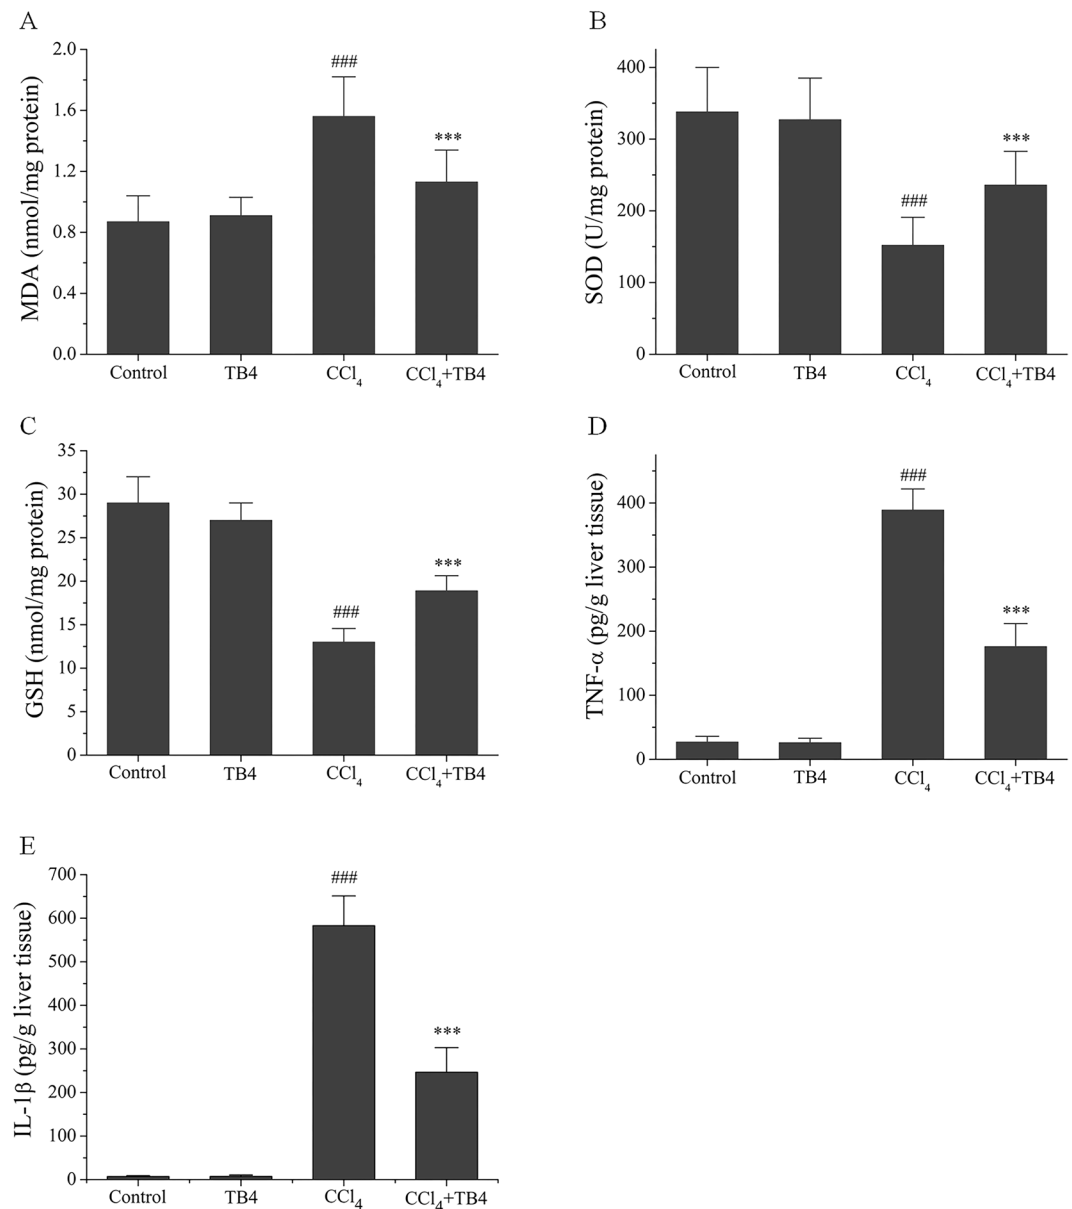 A
MDA (nmol/mg protein)
2.0
1.6
1.2
0.8
0.4
0.0
###
***
Control TB4 CCl₄ CCl₄+TB4
B
SOD (U/mg protein)
400
300
200
100
0
###
***
Control TB4 CCl₄ CCl₄+TB4
C
GSH (nmol/mg protein)
35
30
25
20
15
10
5
0
###
***
Control TB4 CCl₄ CCl₄+TB4
D
TNF-α (pg/g liver tissue)
400
300
200
100
0
###
***
Control TB4 CCl₄ CCl₄+TB4
E
IL-1β (pg/g liver tissue)
700
600
500
400
300
200
100
0
###
***
Control TB4 CCl₄ CCl₄+TB4